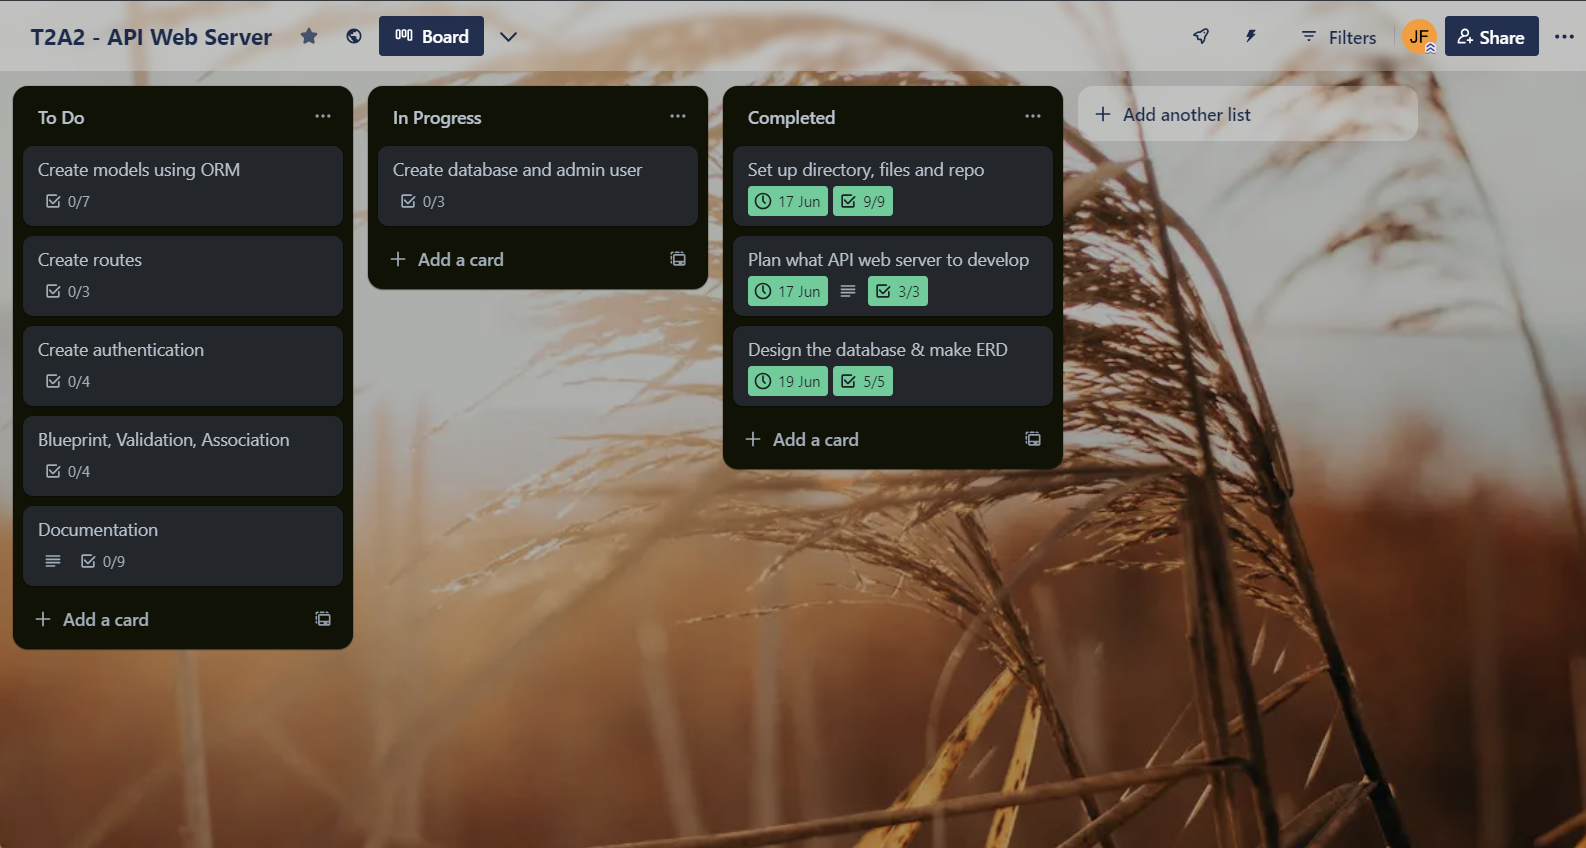 T2A2 - API Web Server
Board
Filters
JF
Share
To Do
Create models using ORM
0/7
Create routes
0/3
Create authentication
0/4
Blueprint, Validation, Association
0/4
Documentation
0/9
Add a card
In Progress
Create database and admin user
0/3
Add a card
Completed
Set up directory, files and repo
17 Jun 9/9
Plan what API web server to develop
17 Jun 3/3
Design the database & make ERD
19 Jun 5/5
Add a card
Add another list